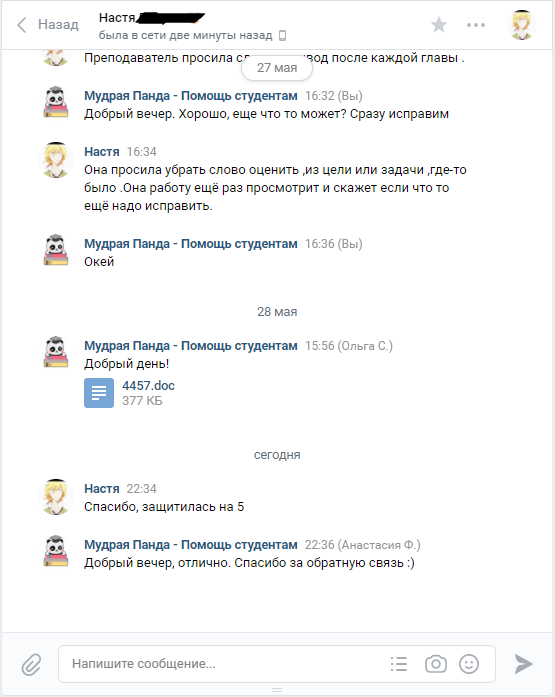 Назад
Настя
была в сети две минуты назад
Преподаватель просила после каждой главы .
27 мая
Мудрая Панда - Помощь студентам 16:32 (Вы)
Добрый вечер. Хорошо, еще что то может? Сразу исправим
Настя 16:34
Она просила убрать слово оценить ,из цели или задачи ,где-то
было .Она работу ещё раз просмотрит и скажет если что то
ещё надо исправить.
Мудрая Панда - Помощь студентам 16:36 (Вы)
Окей
28 мая
Мудрая Панда - Помощь студентам 15:56 (Ольга С.)
Добрый день!
4457.doc
377 КБ
сегодня
Настя 22:34
Спасибо, защитилась на 5
Мудрая Панда - Помощь студентам 22:36 (Анастасия Ф.)
Добрый вечер, отлично. Спасибо за обратную связь :)
Напишите сообщение...